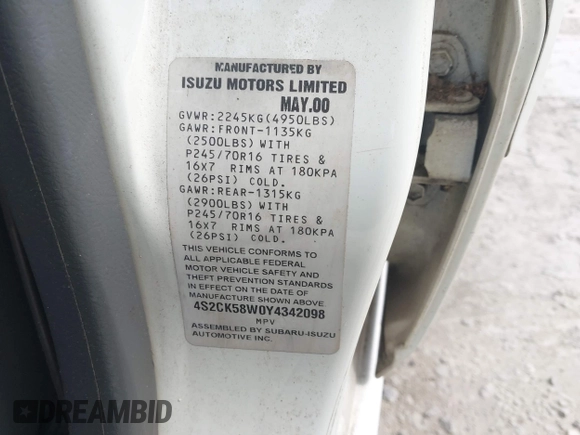 MANUFACTURED BY
ISUZU MOTORS LIMITED
MAY.00
GVWR:2245KG(4950LBS)
GAWR:FRONT-1135KG
(2500LBS) WITH
P245/70R16 TIRES &
16X7 RIMS AT 180KPA
(26PSI) COLD.
GAWR:REAR-1315KG
(2900LBS) WITH
P245/70R16 TIRES &
16X7 RIMS AT 180KPA
(26PSI) COLD.
THIS VEHICLE CONFORMS TO
ALL APPLICABLE FEDERAL
MOTOR VEHICLE SAFETY AND
THEFT PREVENTION STANDARDS
IN EFFECT ON THE DATE OF
MANUFACTURE SHOWN ABOVE
4S2CK58W0Y4342098
MPV
ASSEMBLED BY SUBARU-ISUZU
AUTOMOTIVE INC.
DREAMBID